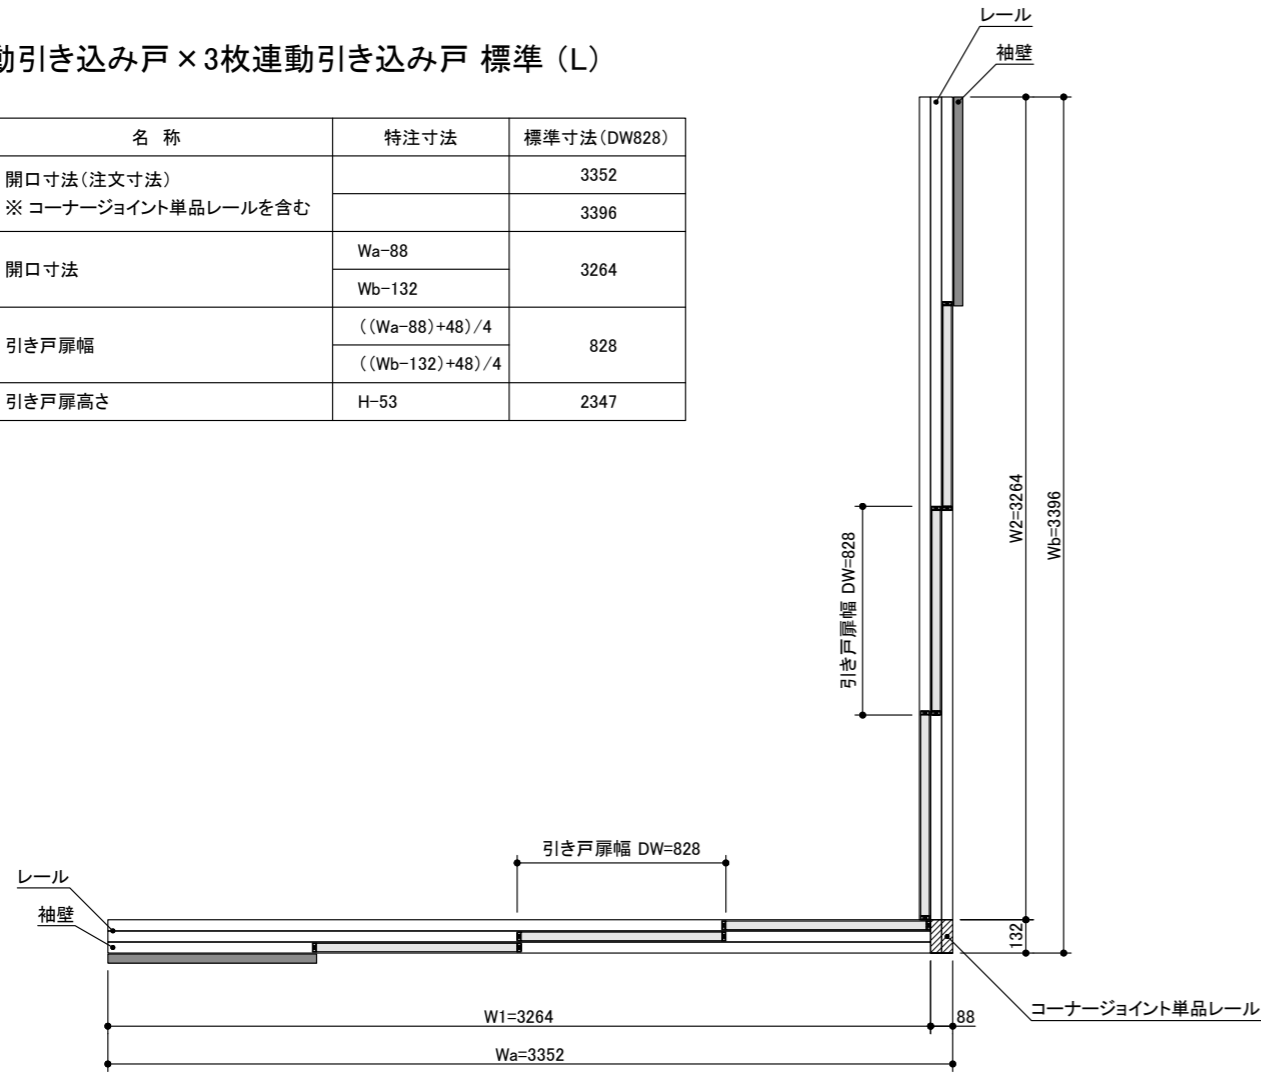 動引き込み戸×3枚連動引き込み戸 標準 (L)
名 称 特注寸法 標準寸法(DW828)
開口寸法(注文寸法) 3352
※ コーナージョイント単品レールを含む 3396
開口寸法 Wa-88 3264
Wb-132
引き戸扉幅 ((Wa-88)+48)/4 828
((Wb-132)+48)/4
引き戸扉高さ H-53 2347
レール
袖壁
W2=3264
Wb=3396
引き戸扉幅 DW=828
引き戸扉幅 DW=828
レール
袖壁
132
コーナージョイント単品レール
W1=3264
88
Wa=3352